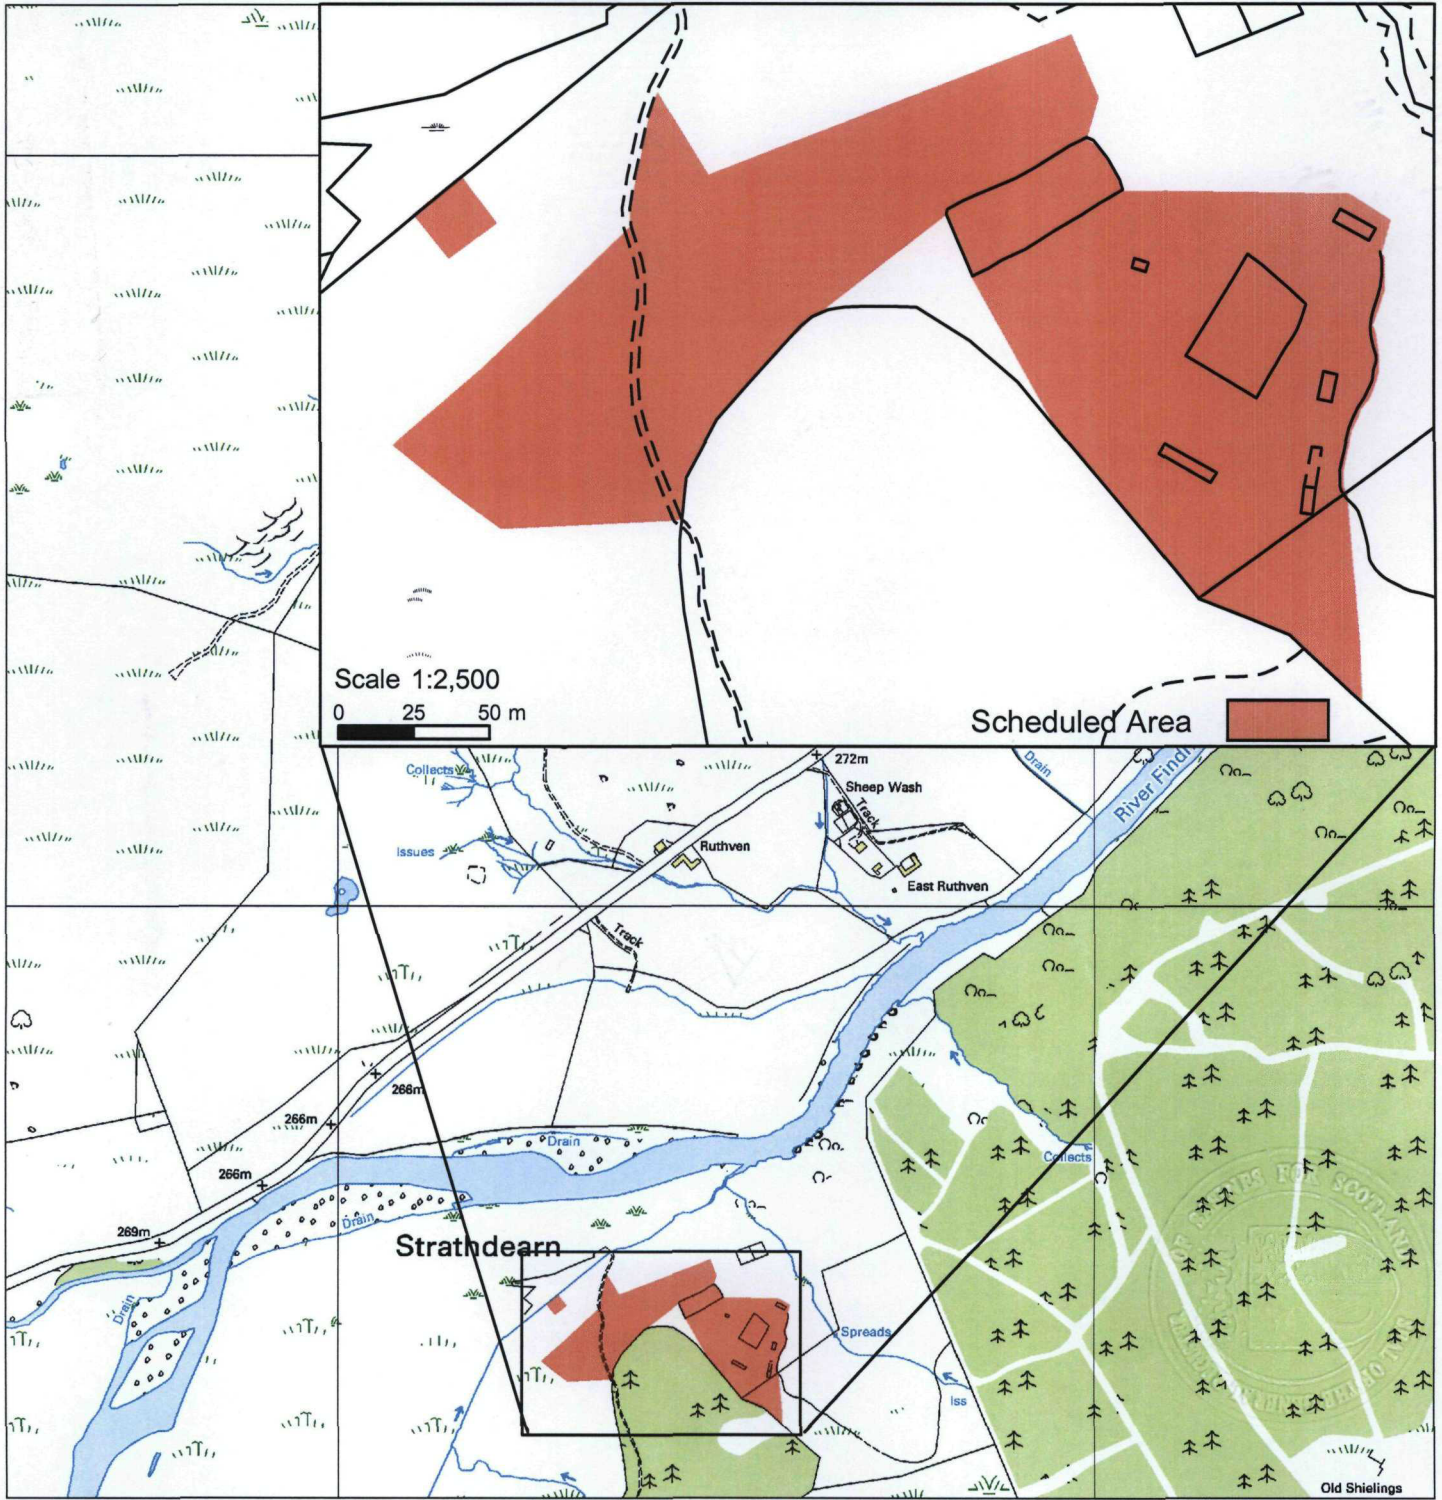 Scale 1:2,500
0 25 50 m
Scheduled Area
Collects
272m
Sheep Wash
Track
Drain
River Findh
Issues
Ruthven
East Ruthven
Track
266m
266m
Drain
Collects
266m
Drain
269m
Strathdearn
Drain
Spreads
Iss
Old Shielings